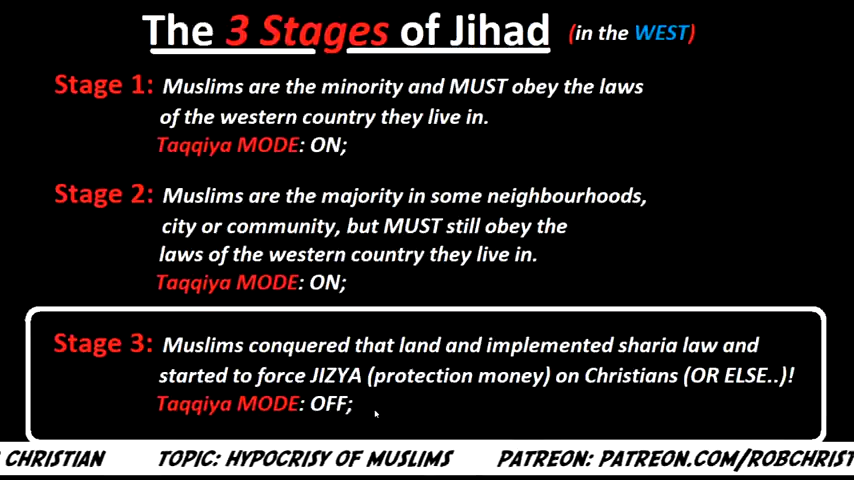 The 3 Stages of Jihad (in the WEST)
Stage 1: Muslims are the minority and MUST obey the laws
of the western country they live in.
Taqqiya MODE: ON;
Stage 2: Muslims are the majority in some neighbourhoods,
city or community, but MUST still obey the
laws of the western country they live in.
Taqqiya MODE: ON;
Stage 3: Muslims conquered that land and implemented sharia law and
started to force JIZYA (protection money) on Christians (OR ELSE..)!
Taqqiya MODE: OFF;
CHRISTIAN TOPIC: HYPOCRISY OF MUSLIMS PATREON: PATREON.COM/ROBCHRIST